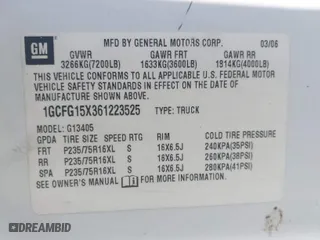 GM
MFD BY GENERAL MOTORS CORP. 03/06
GVWR GAWR FRT GAWR RR
3266KG(7200LB) 1633KG(3600LB) 1814KG(4000LB)
THIS VEHICLE CONFORMS TO ALL APPLICABLE U.S. FEDERAL MOTOR
VEHICLE SAFETY STANDARDS IN EFFECT ON THE DATE OF
MANUFACTURE SHOWN ABOVE.
1GCFG15X361223525 TYPE: TRUCK
MODEL: G13405
GPDA TIRE SIZE SPEED RTG RIM COLD TIRE PRESSURE
FRT P235/75R16XL S 16X6.5J 240KPA(35PSI)
RR P235/75R16XL S 16X6.5J 260KPA(38PSI)
SPA P235/75R16XL S 16X6.5J 280KPA(41PSI)
SEE OWNER'S MANUAL FOR MORE INFORMATION.
DREAMBID